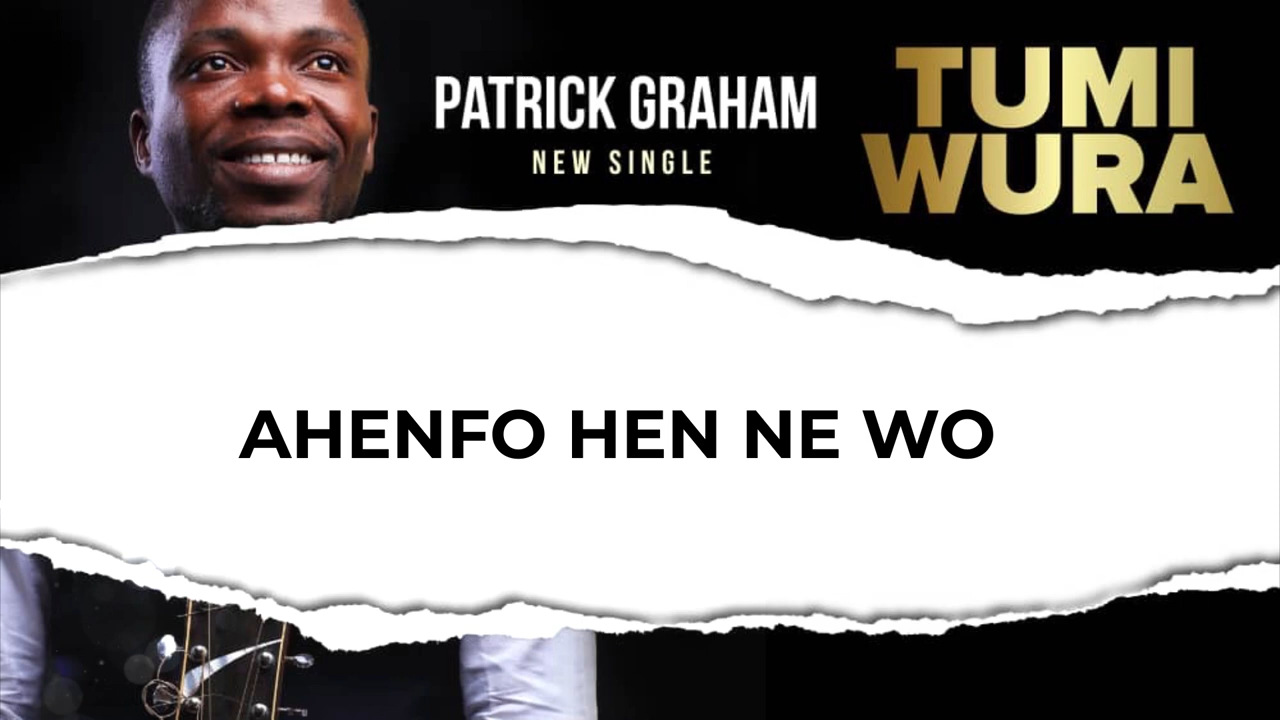 PATRICK GRAHAM
NEW SINGLE
TUMI
WURA
AHENFO HEN NE WO